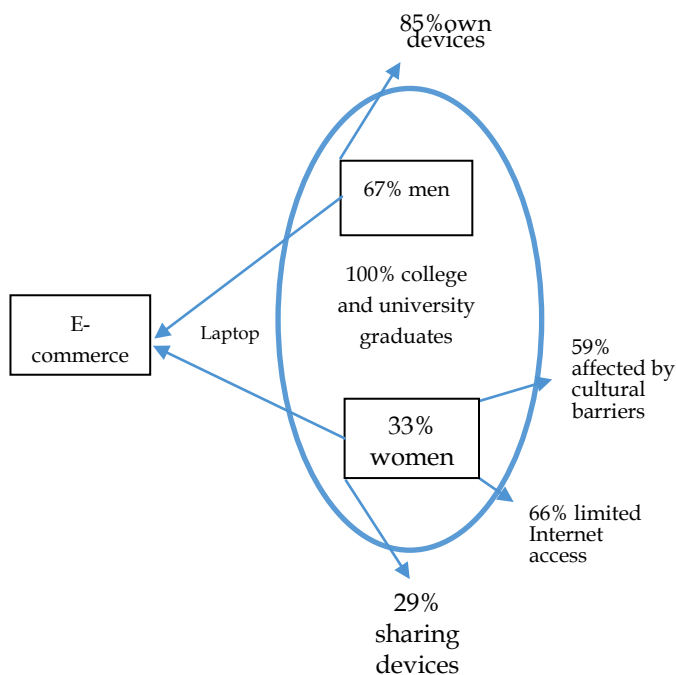 85%own
devices
67% men
100% college
and university
graduates
E-
commerce
Laptop
59%
affected by
cultural
barriers
33%
women
66% limited
Internet
access
29%
sharing
devices